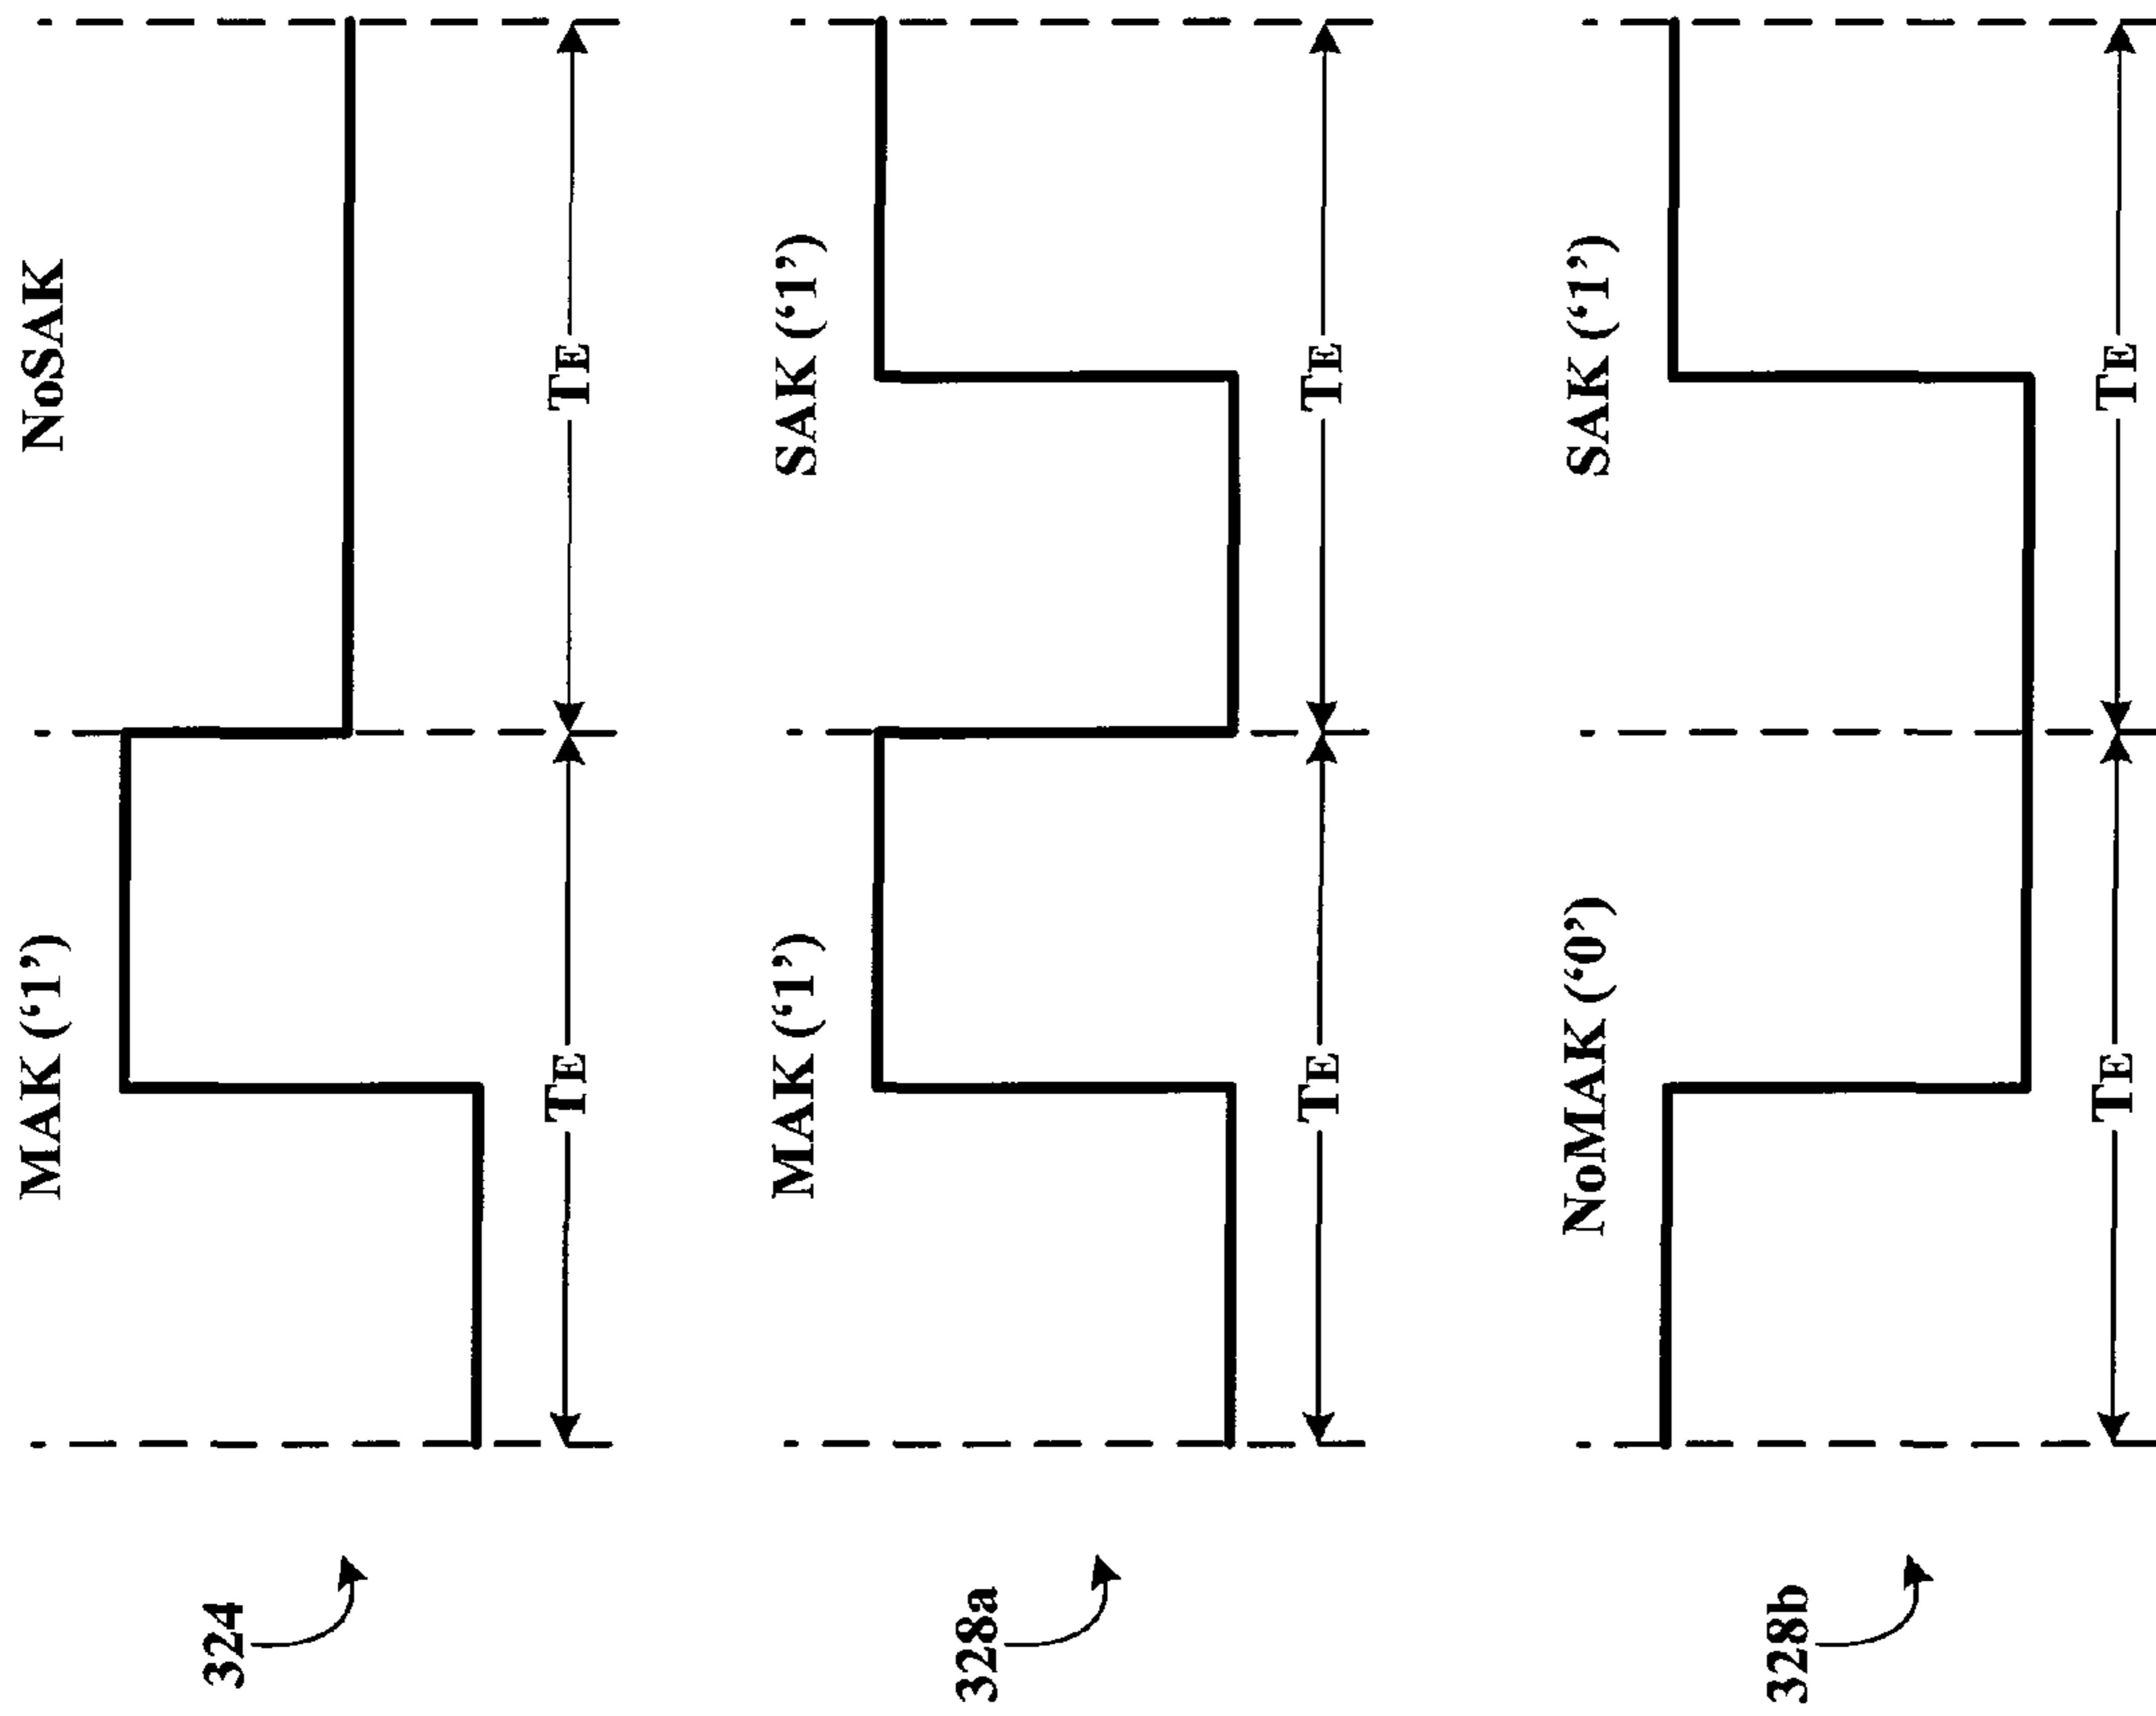 MAK (‘1’) NoSAK
324
TE TE
MAK (‘1’) SAK (‘1’)
328a
TE TE
NoMAK (‘0’) SAK (‘1’)
328b
TE TE